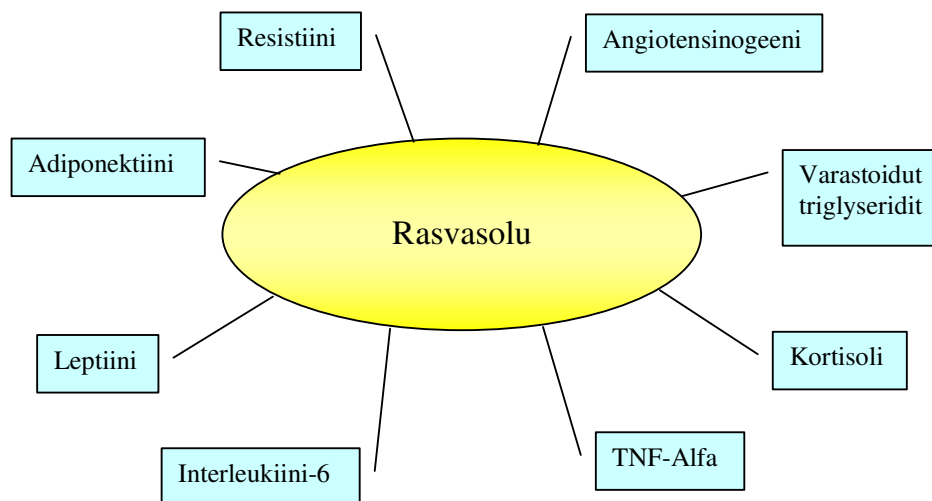 Resistiini
Angiotensinogeeni
Adiponektiini
Varastoidut
triglyseridit
Rasvasolu
Leptiini
Kortisoli
Interleukiini-6
TNF-Alfa